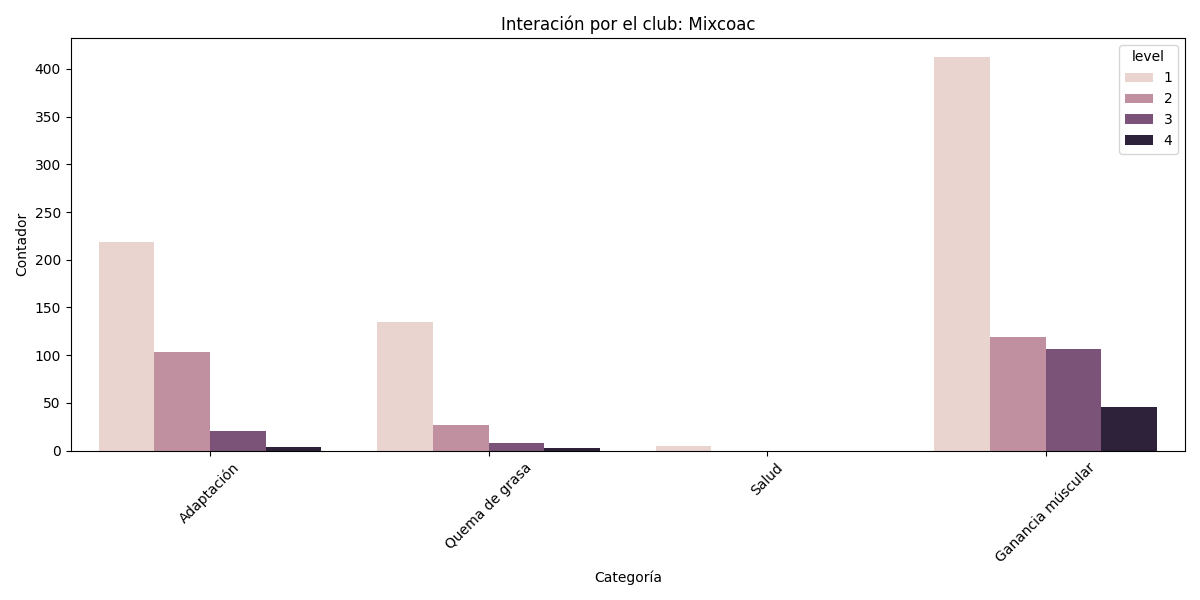 Interación por el club: Mixcoac
level
1
2
3
4
Contador
400
350
300
250
200
150
100
50
0
Adaptación
Quema de grasa
Salud
Ganancia múscular
Categoría